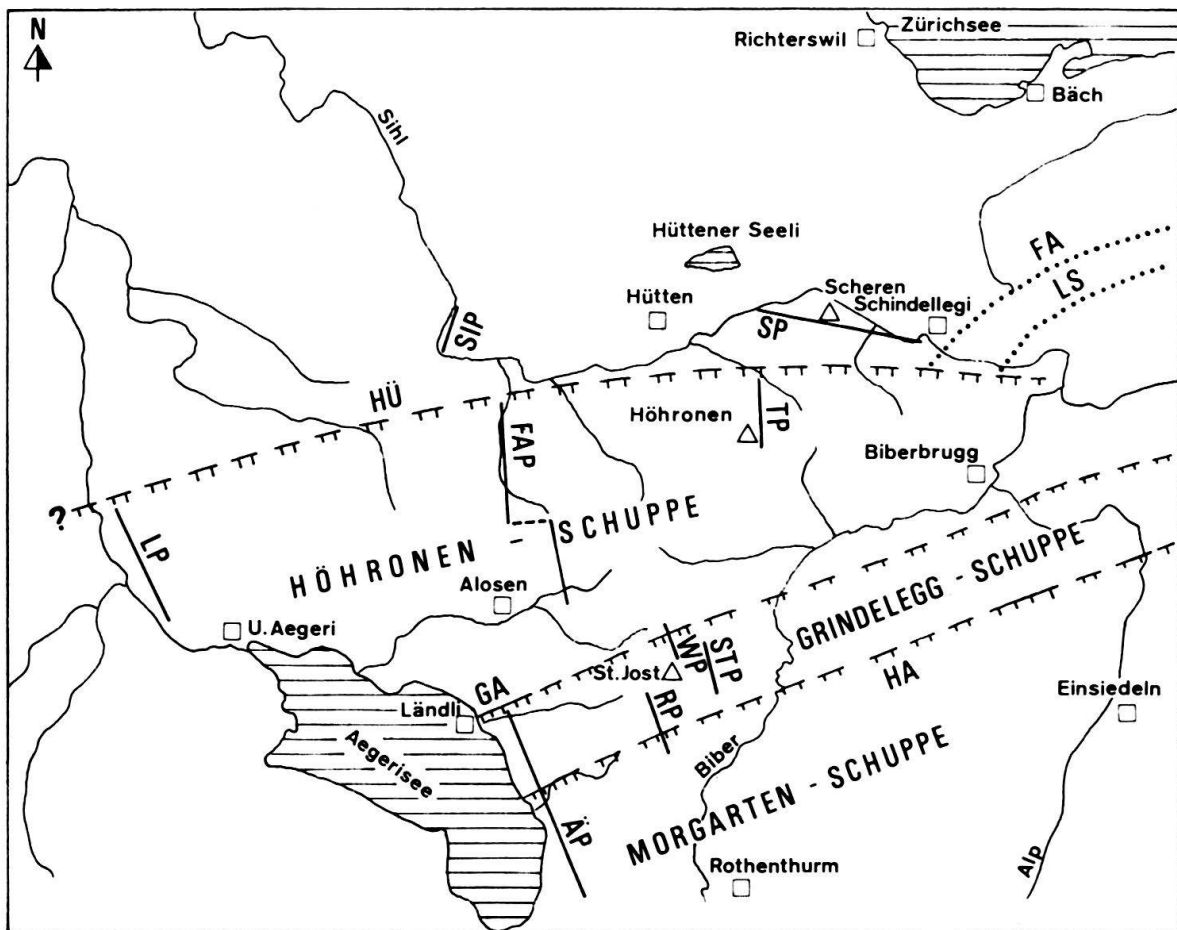 N
Zürichsee
Richterswil
Bäch
Sihl
Hüttener Seeli
FA
LS
Scheren
Schindellegi
Hütten
SIP
SP
HÜ
Höhronen
TP
FAP
Biberbrugg
?
LP
HÖHRONEN - SCHUPPE
Alosen
U. Aegeri
GRINDELEGG - SCHUPPE
WP
STP
St. Jost
GA
HA
RP
Ländli
Einsiedeln
Aegerisee
Biber
MORGARTEN - SCHUPPE
ÄP
Rothenthurm
Alp